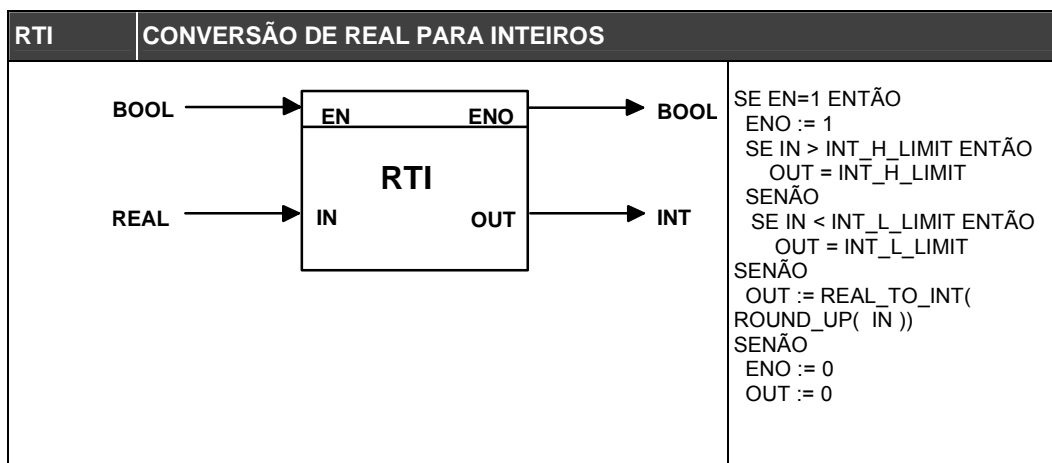 RTI CONVERSÃO DE REAL PARA INTEIROS
BOOL EN ENO BOOL
RTI
REAL IN OUT INT
SE EN=1 ENTÃO
ENO := 1
SE IN > INT_H_LIMIT ENTÃO
OUT = INT_H_LIMIT
SENÃO
SE IN < INT_L_LIMIT ENTÃO
OUT = INT_L_LIMIT
SENÃO
OUT := REAL_TO_INT(
ROUND_UP( IN ))
SENÃO
ENO := 0
OUT := 0